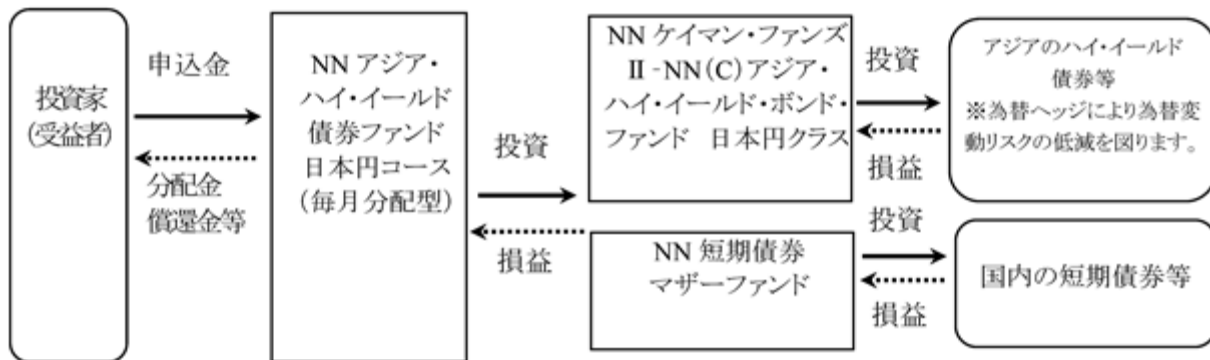 投資家
(受益者)
申込金
分配金
償還金等
NN アジア・
ハイ・イールド
債券ファンド
日本円コース
(毎月分配型)
投資
損益
NN ケイマン・ファンズ
Ⅱ-NN(C)アジア・
ハイ・イールド・ボンド・
ファンド 日本円クラス
NN 短期債券
マザーファンド
投資
損益
投資
損益
アジアのハイ・イールド
債券等
※為替ヘッジにより為替変
動リスクの低減を図ります。
国内の短期債券等